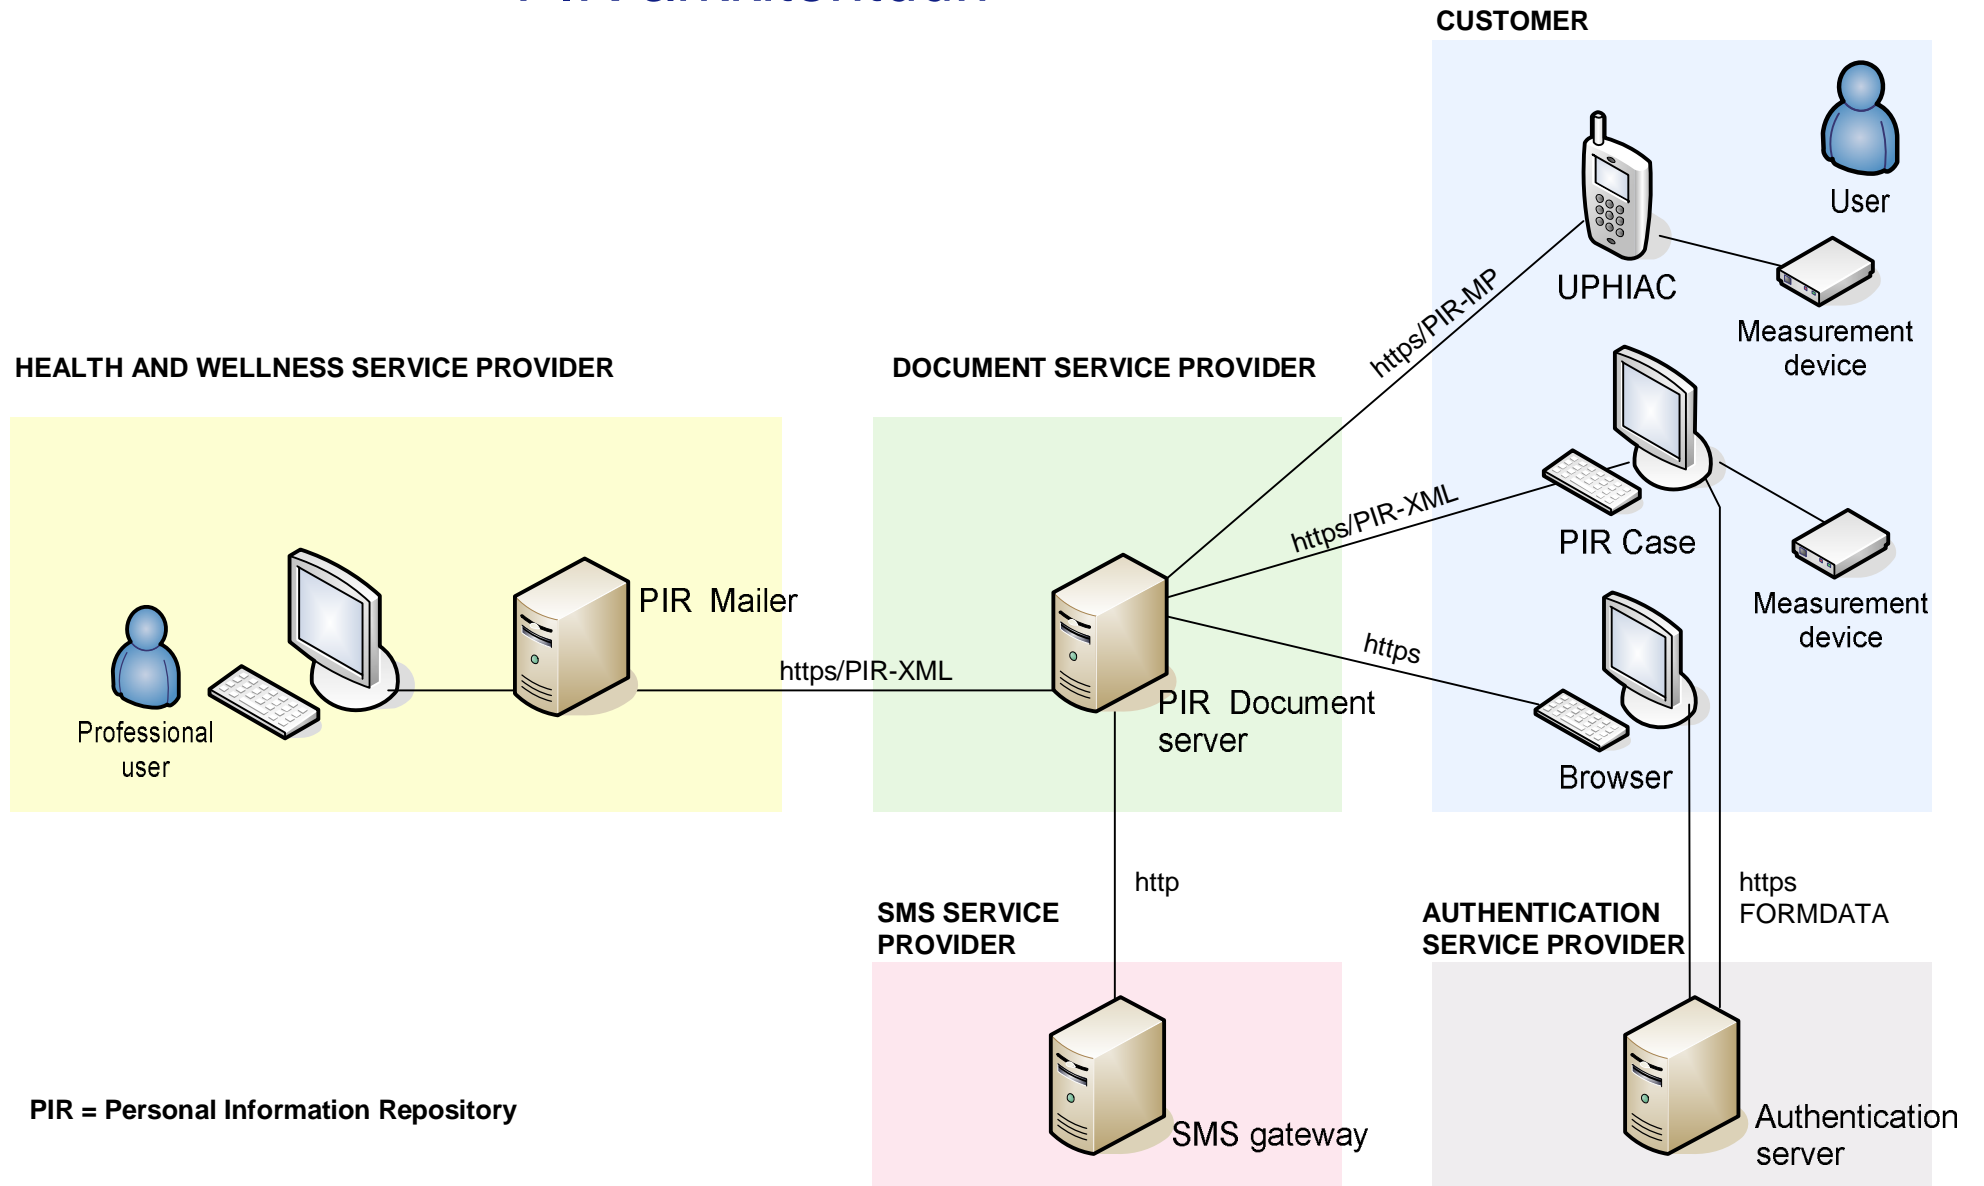 CUSTOMER
User
UPHIAC
https/PIR-MP
Measurement
device
HEALTH AND WELLNESS SERVICE PROVIDER
DOCUMENT SERVICE PROVIDER
https/PIR-XML
PIR Case
Measurement
device
PIR Mailer
https
https/PIR-XML
PIR Document
server
Professional
user
Browser
http
https
FORMDATA
SMS SERVICE
PROVIDER
AUTHENTICATION
SERVICE PROVIDER
PIR = Personal Information Repository
SMS gateway
Authentication
server